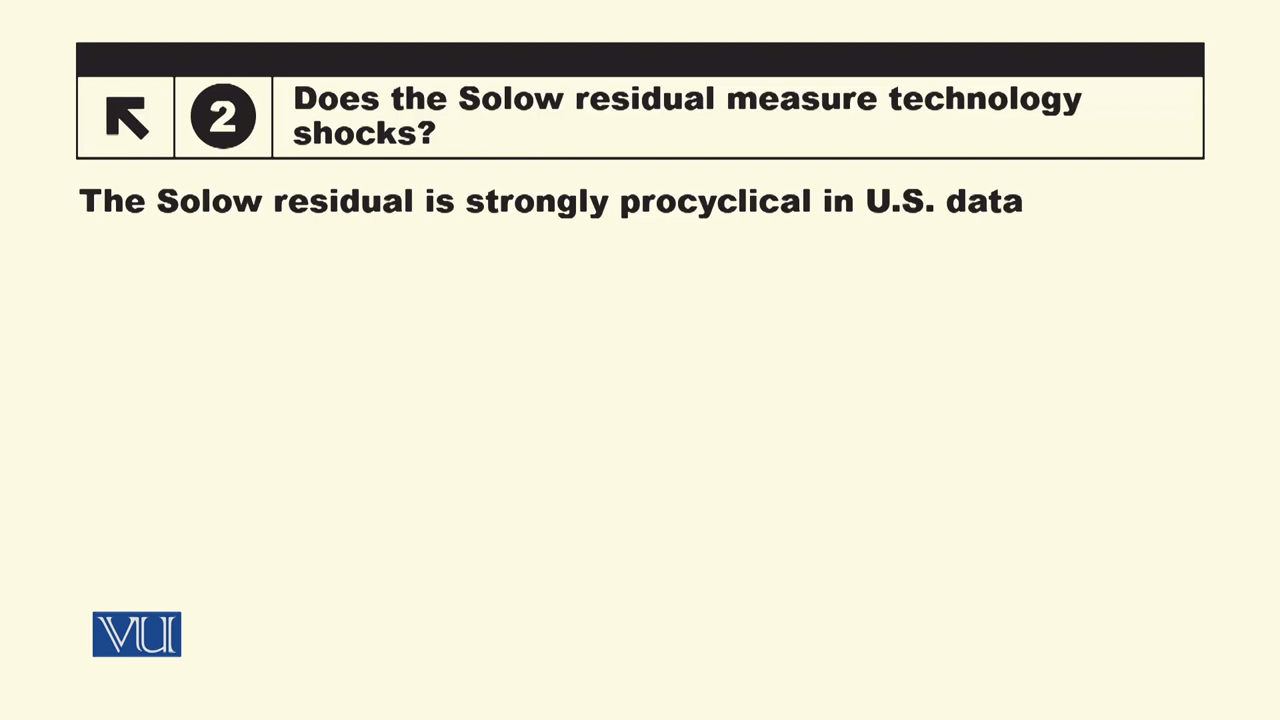 2
Does the Solow residual measure technology
shocks?
The Solow residual is strongly procyclical in U.S. data
VU